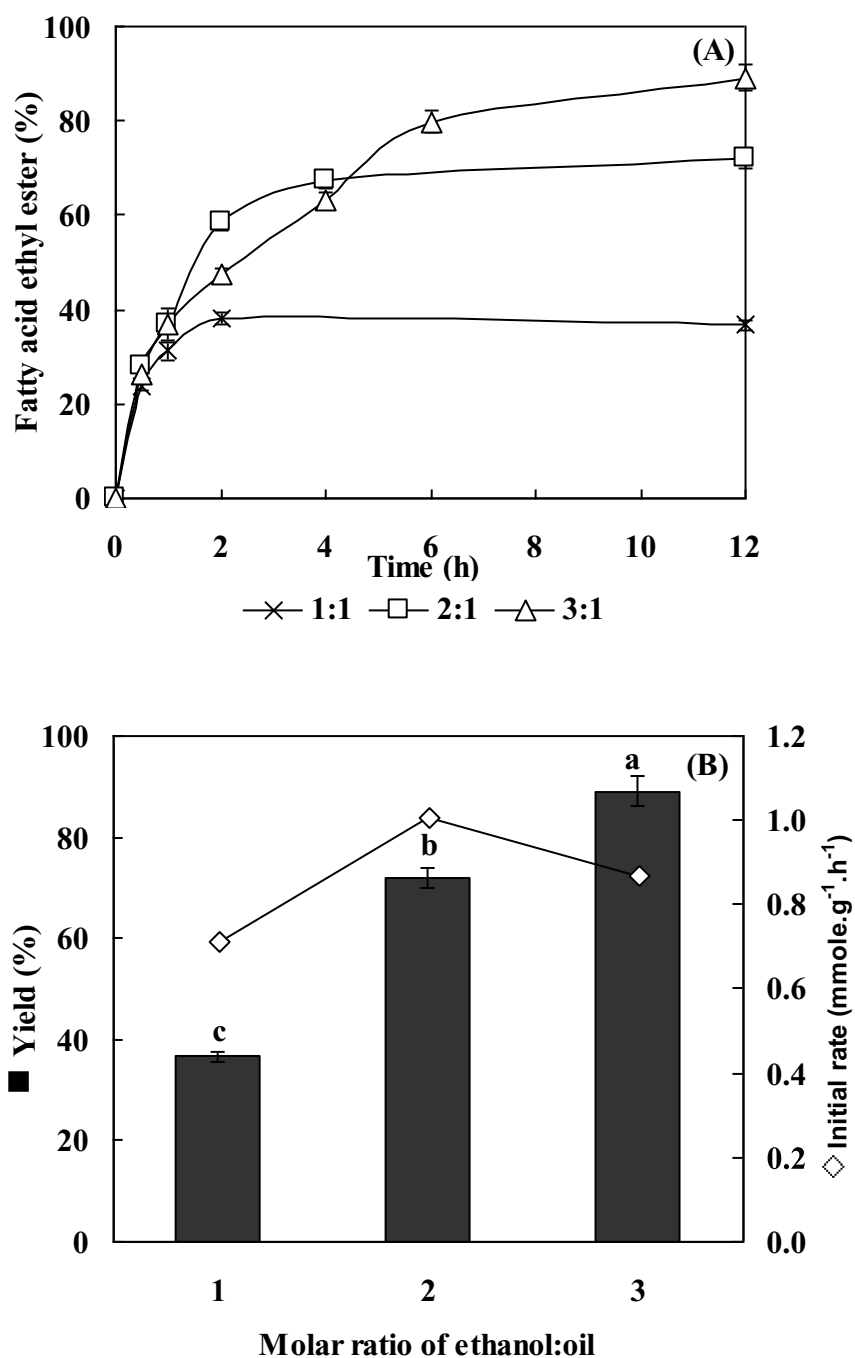 100
80
60
40
20
0
Fatty acid ethyl ester (%)
(A)
0 2 4 6 8 10 12
Time (h)
1:1 2:1 3:1
100
80
60
40
20
0
Yield (%)
c
b
a
(B)
1.2
1.0
0.8
0.6
0.4
0.2
0.0
Initial rate (mmole.g⁻¹.h⁻¹)
1 2 3
Molar ratio of ethanol:oil